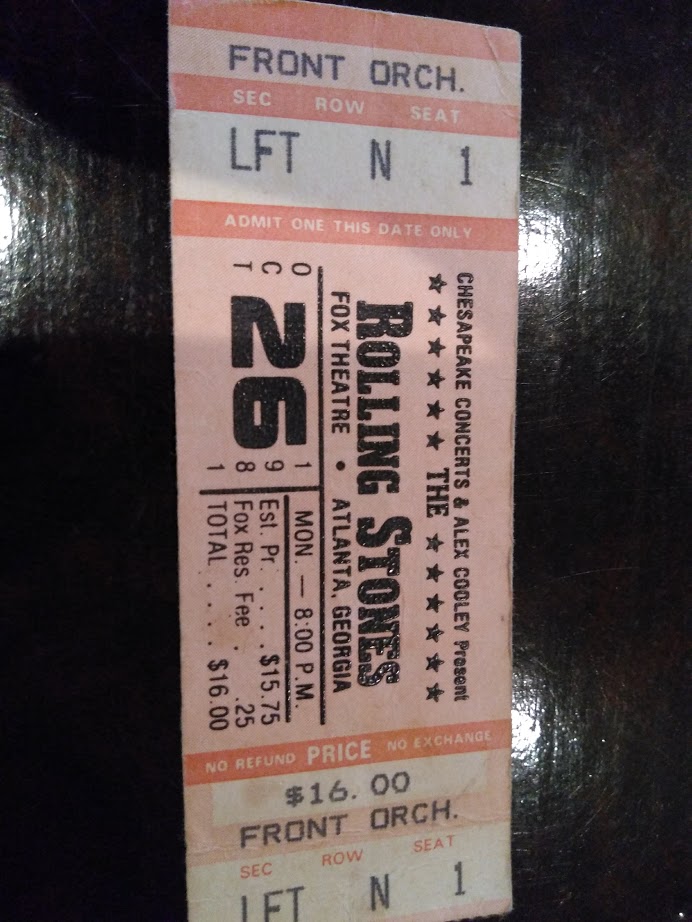 FRONT ORCH.
SEC ROW SEAT
LFT N 1
ADMIT ONE THIS DATE ONLY
CHESAPEAKE CONCERTS & ALEX COOLEY Present
★ ★ ★ ★ ★ ★ THE ★ ★ ★ ★ ★ ★
ROLLING STONES
FOX THEATRE • ATLANTA, GEORGIA
OCT 26 1981
MON. — 8:00 P.M.
Est. Pr. . . . . $15.75
Fox Res. Fee . .25
TOTAL . . . . $16.00
NO REFUND PRICE NO EXCHANGE
$16.00
FRONT ORCH.
SEC ROW SEAT
LFT N 1